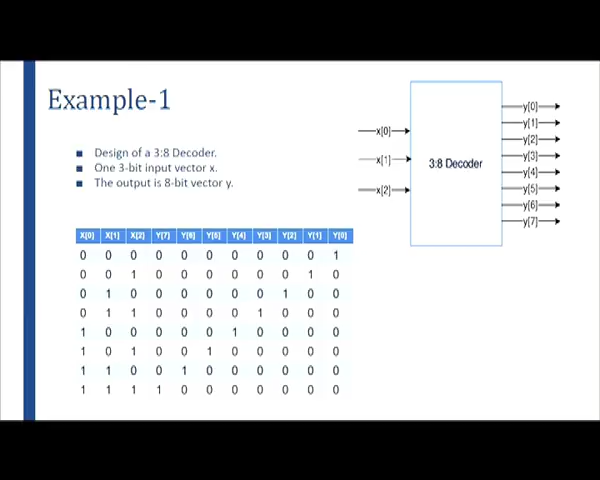 Example-1
Design of a 3:8 Decoder.
One 3-bit input vector x.
The output is 8-bit vector y.
x[0]
x[1]
x[2]
3:8 Decoder
y[0]
y[1]
y[2]
y[3]
y[4]
y[5]
y[6]
y[7]
X[0] X[1] X[2] Y[7] Y[6] Y[5] Y[4] Y[3] Y[2] Y[1] Y[0]
0 0 0 0 0 0 0 0 0 0 1
0 0 1 0 0 0 0 0 0 1 0
0 1 0 0 0 0 0 0 1 0 0
0 1 1 0 0 0 0 1 0 0 0
1 0 0 0 0 0 1 0 0 0 0
1 0 1 0 0 1 0 0 0 0 0
1 1 0 0 1 0 0 0 0 0 0
1 1 1 1 0 0 0 0 0 0 0